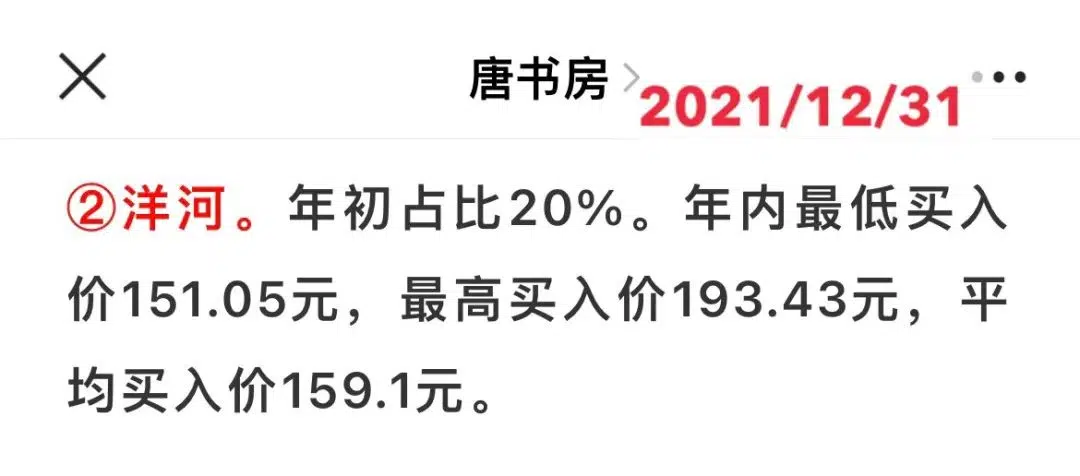 唐书房
2021/12/31
②洋河。年初占比20%。年内最低买入
价151.05元，最高买入价193.43元，平
均买入价159.1元。